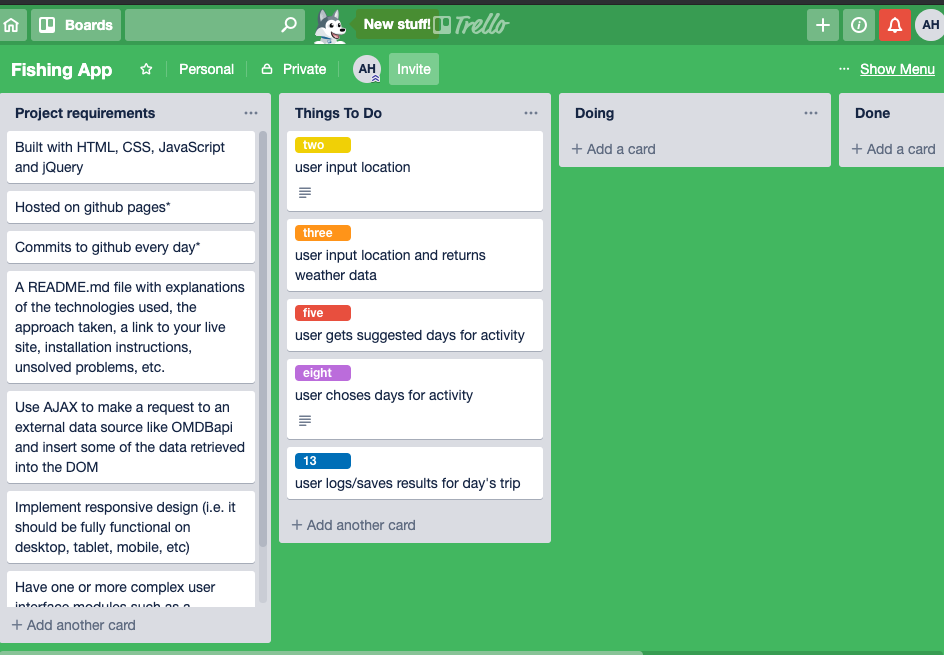 Boards
New stuff!
Trello
AH
Fishing App
Personal
Private
AH
Invite
... Show Menu
Project requirements
Built with HTML, CSS, JavaScript
and jQuery
Hosted on github pages*
Commits to github every day*
A README.md file with explanations
of the technologies used, the
approach taken, a link to your live
site, installation instructions,
unsolved problems, etc.
Use AJAX to make a request to an
external data source like OMDBapi
and insert some of the data retrieved
into the DOM
Implement responsive design (i.e. it
should be fully functional on
desktop, tablet, mobile, etc)
Have one or more complex user
interface modules such as a
+ Add another card
Things To Do
two
user input location
three
user input location and returns
weather data
five
user gets suggested days for activity
eight
user choses days for activity
13
user logs/saves results for day's trip
+ Add another card
Doing
+ Add a card
Done
+ Add a card